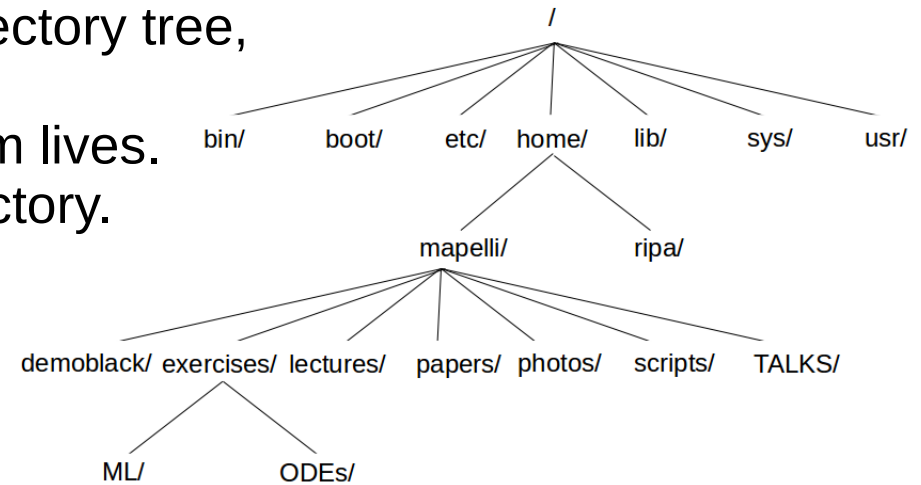 ectory tree,
/
m lives.
bin/ boot/ etc/ home/ lib/ sys/ usr/
ctory.
mapelli/ ripa/
demoblack/ exercises/ lectures/ papers/ photos/ scripts/ TALKS/
ML/ ODEs/